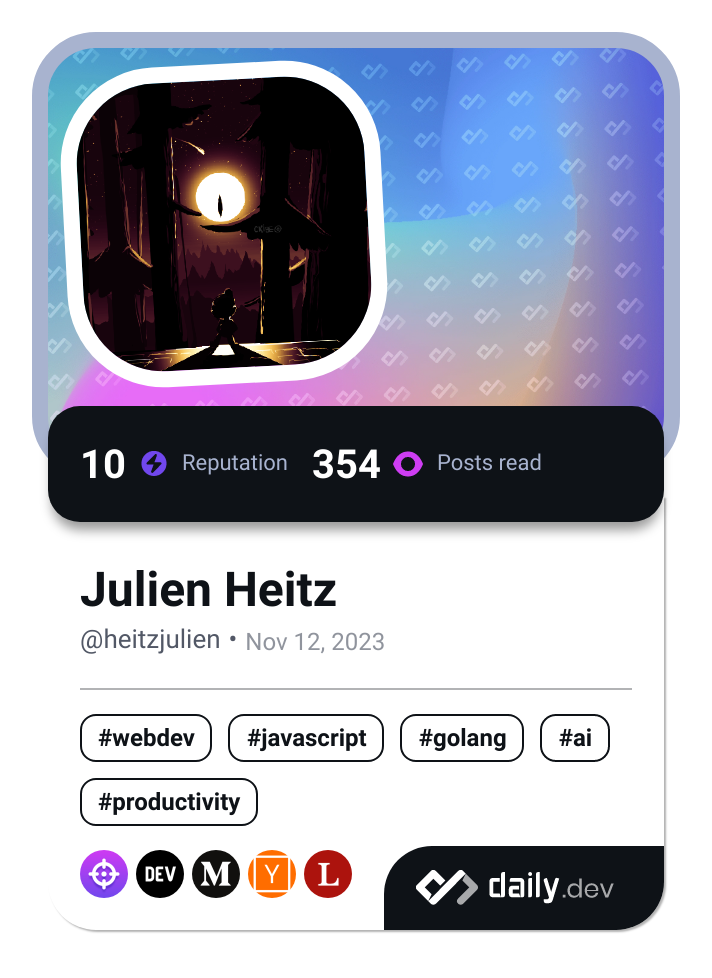 10 Reputation 354 Posts read
Julien Heitz
@heitzjulien • Nov 12, 2023
#webdev #javascript #golang #ai
#productivity
DEV M Y L daily.dev